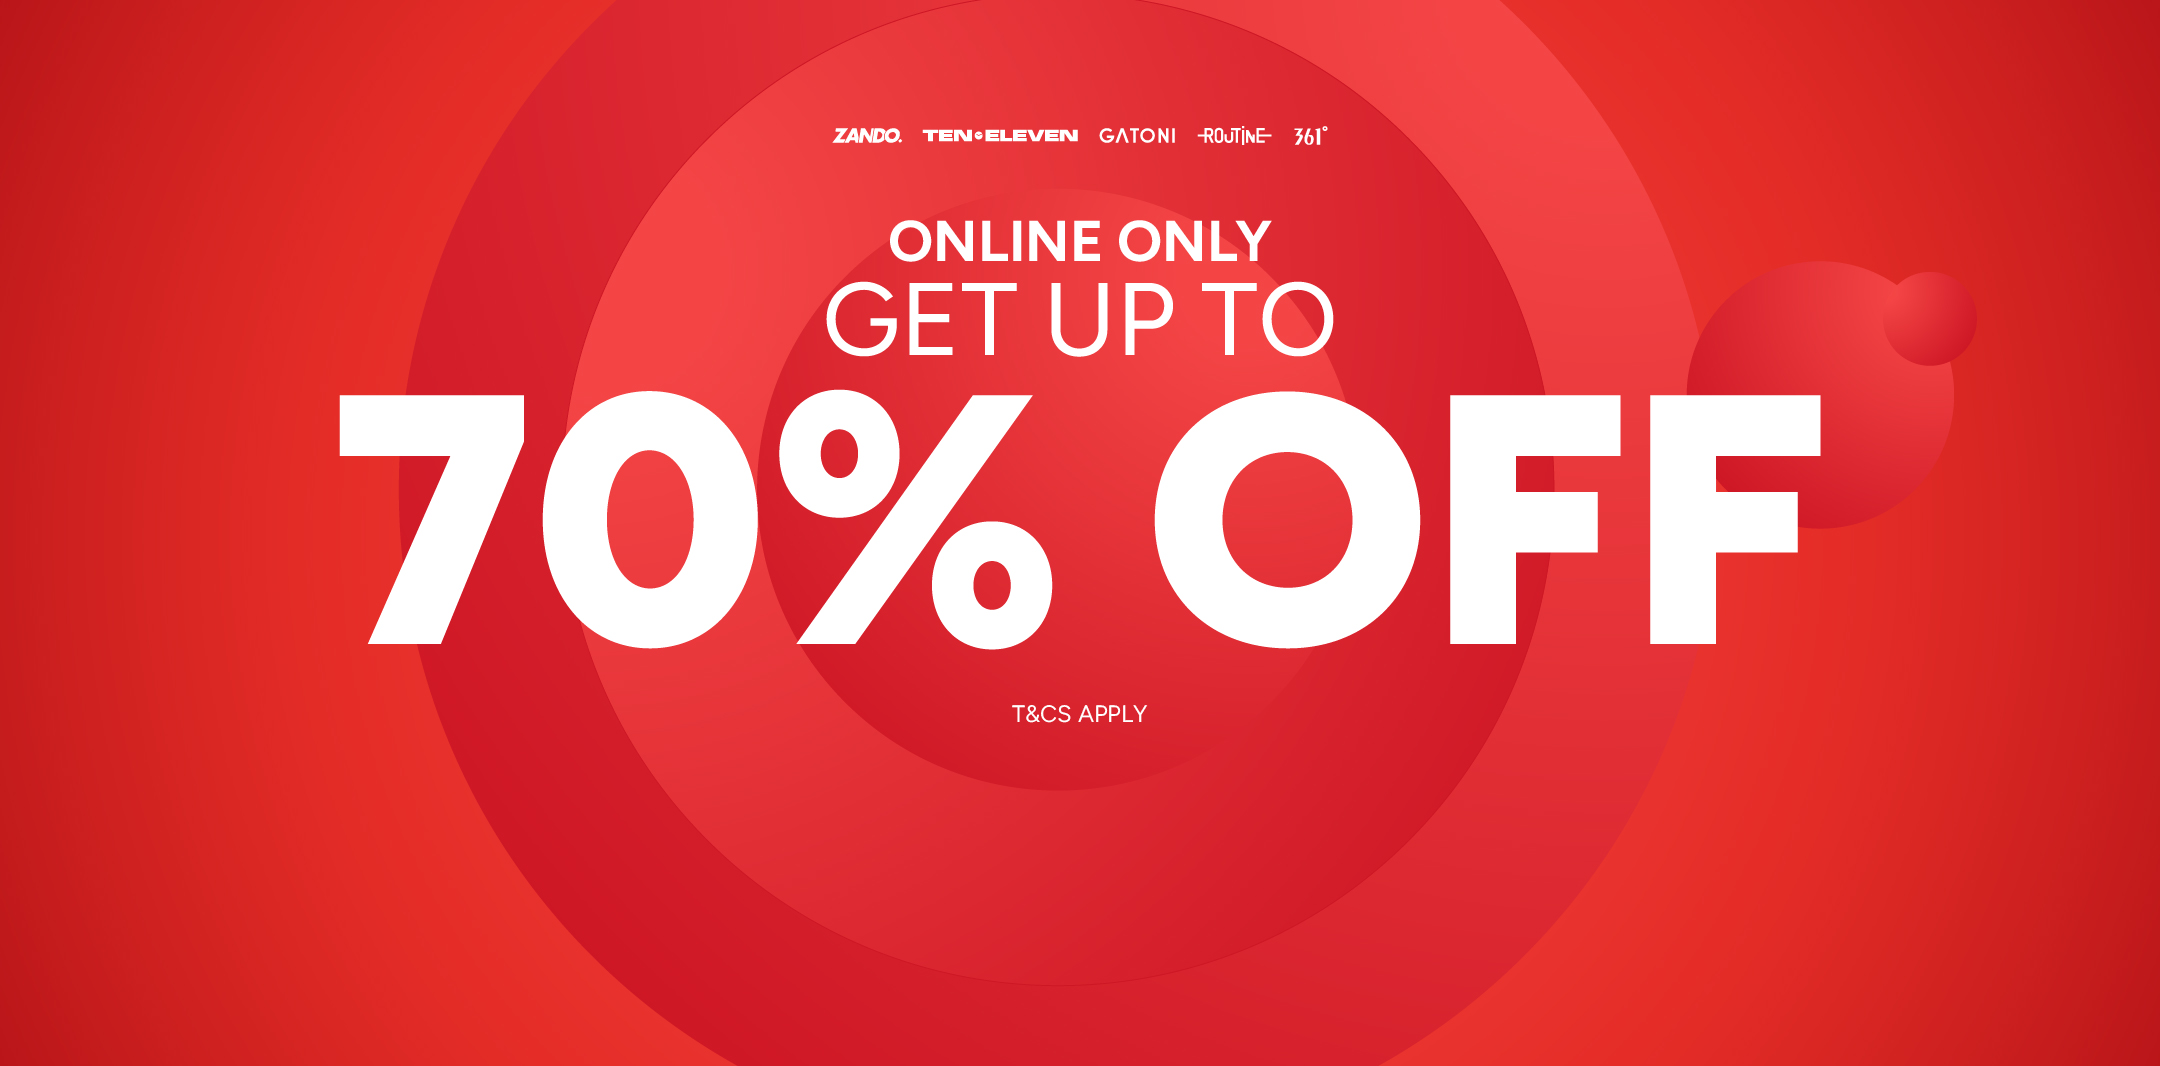 ZANDO. TEN ELEVEN GATONI ROUTINE 361°
ONLINE ONLY
GET UP TO
70% OFF
T&CS APPLY